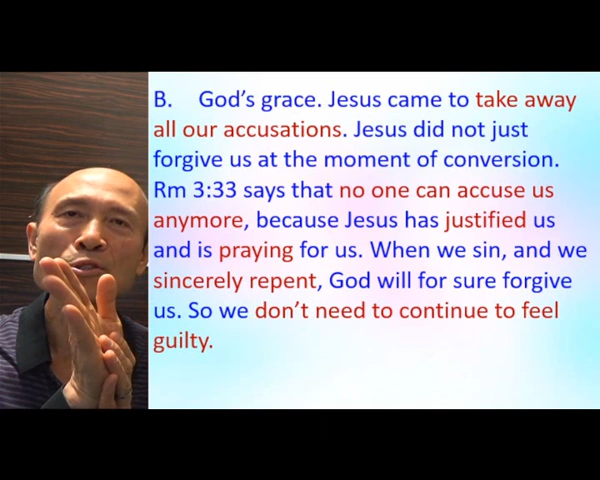 B. God's grace. Jesus came to take away
all our accusations. Jesus did not just
forgive us at the moment of conversion.
Rm 3:33 says that no one can accuse us
anymore, because Jesus has justified us
and is praying for us. When we sin, and we
sincerely repent, God will for sure forgive
us. So we don't need to continue to feel
guilty.